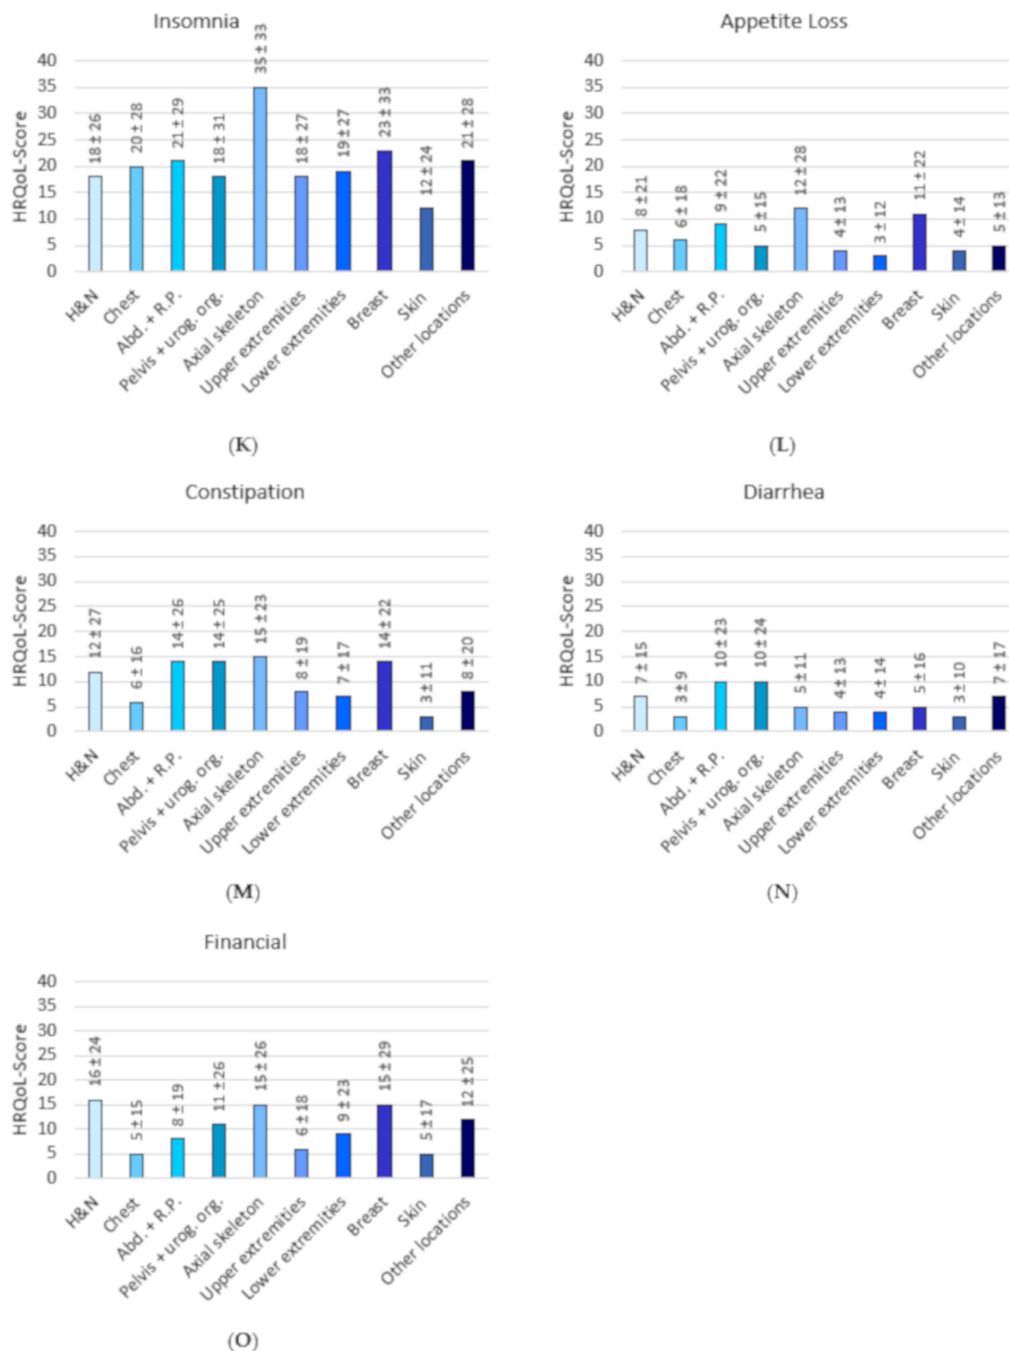 Insomnia
HRQoL-Score
40
35
30
25
20
15
10
5
0
18 ± 26
20 ± 28
21 ± 29
18 ± 31
35 ± 33
18 ± 27
19 ± 27
23 ± 33
12 ± 24
21 ± 28
H&N
Chest
Abd. + R.P.
Pelvis + urog. org.
Axial skeleton
Upper extremities
Lower extremities
Breast
Skin
Other locations
(K)
Appetite Loss
HRQoL-Score
40
35
30
25
20
15
10
5
0
8 ± 21
6 ± 18
9 ± 22
5 ± 15
12 ± 28
4 ± 13
3 ± 12
11 ± 22
4 ± 14
5 ± 13
H&N
Chest
Abd. + R.P.
Pelvis + urog. org.
Axial skeleton
Upper extremities
Lower extremities
Breast
Skin
Other locations
(L)
Constipation
HRQoL-Score
40
35
30
25
20
15
10
5
0
12 ± 27
6 ± 16
14 ± 26
14 ± 25
15 ± 23
8 ± 19
7 ± 17
14 ± 22
3 ± 11
8 ± 20
H&N
Chest
Abd. + R.P.
Pelvis + urog. org.
Axial skeleton
Upper extremities
Lower extremities
Breast
Skin
Other locations
(M)
Diarrhea
HRQoL-Score
40
35
30
25
20
15
10
5
0
7 ± 15
3 ± 9
10 ± 23
10 ± 24
5 ± 11
4 ± 13
4 ± 14
5 ± 16
3 ± 10
7 ± 17
H&N
Chest
Abd. + R.P.
Pelvis + urog. org.
Axial skeleton
Upper extremities
Lower extremities
Breast
Skin
Other locations
(N)
Financial
HRQoL-Score
40
35
30
25
20
15
10
5
0
16 ± 24
5 ± 15
8 ± 19
11 ± 26
15 ± 26
6 ± 18
9 ± 23
15 ± 29
5 ± 17
12 ± 25
H&N
Chest
Abd. + R.P.
Pelvis + urog. org.
Axial skeleton
Upper extremities
Lower extremities
Breast
Skin
Other locations
(O)